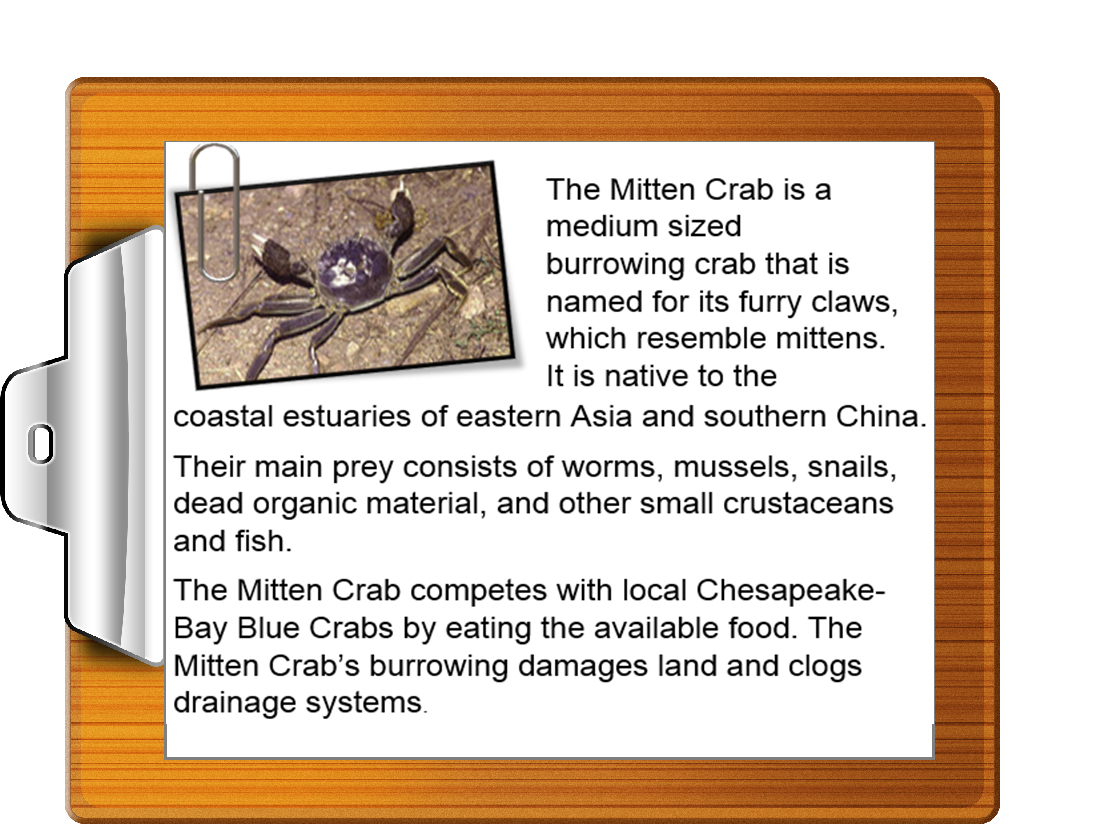 The Mitten Crab is a
medium sized
burrowing crab that is
named for its furry claws,
which resemble mittens.
It is native to the
coastal estuaries of eastern Asia and southern China.
Their main prey consists of worms, mussels, snails,
dead organic material, and other small crustaceans
and fish.
The Mitten Crab competes with local Chesapeake-
Bay Blue Crabs by eating the available food. The
Mitten Crab’s burrowing damages land and clogs
drainage systems.